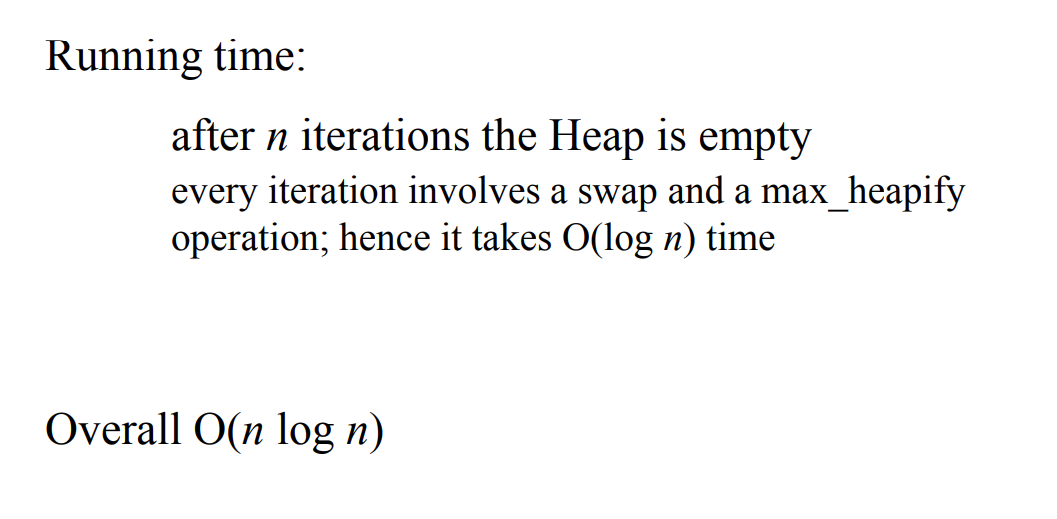 Running time:
after n iterations the Heap is empty
every iteration involves a swap and a max_heapify
operation; hence it takes O(log n) time
Overall O(n log n)